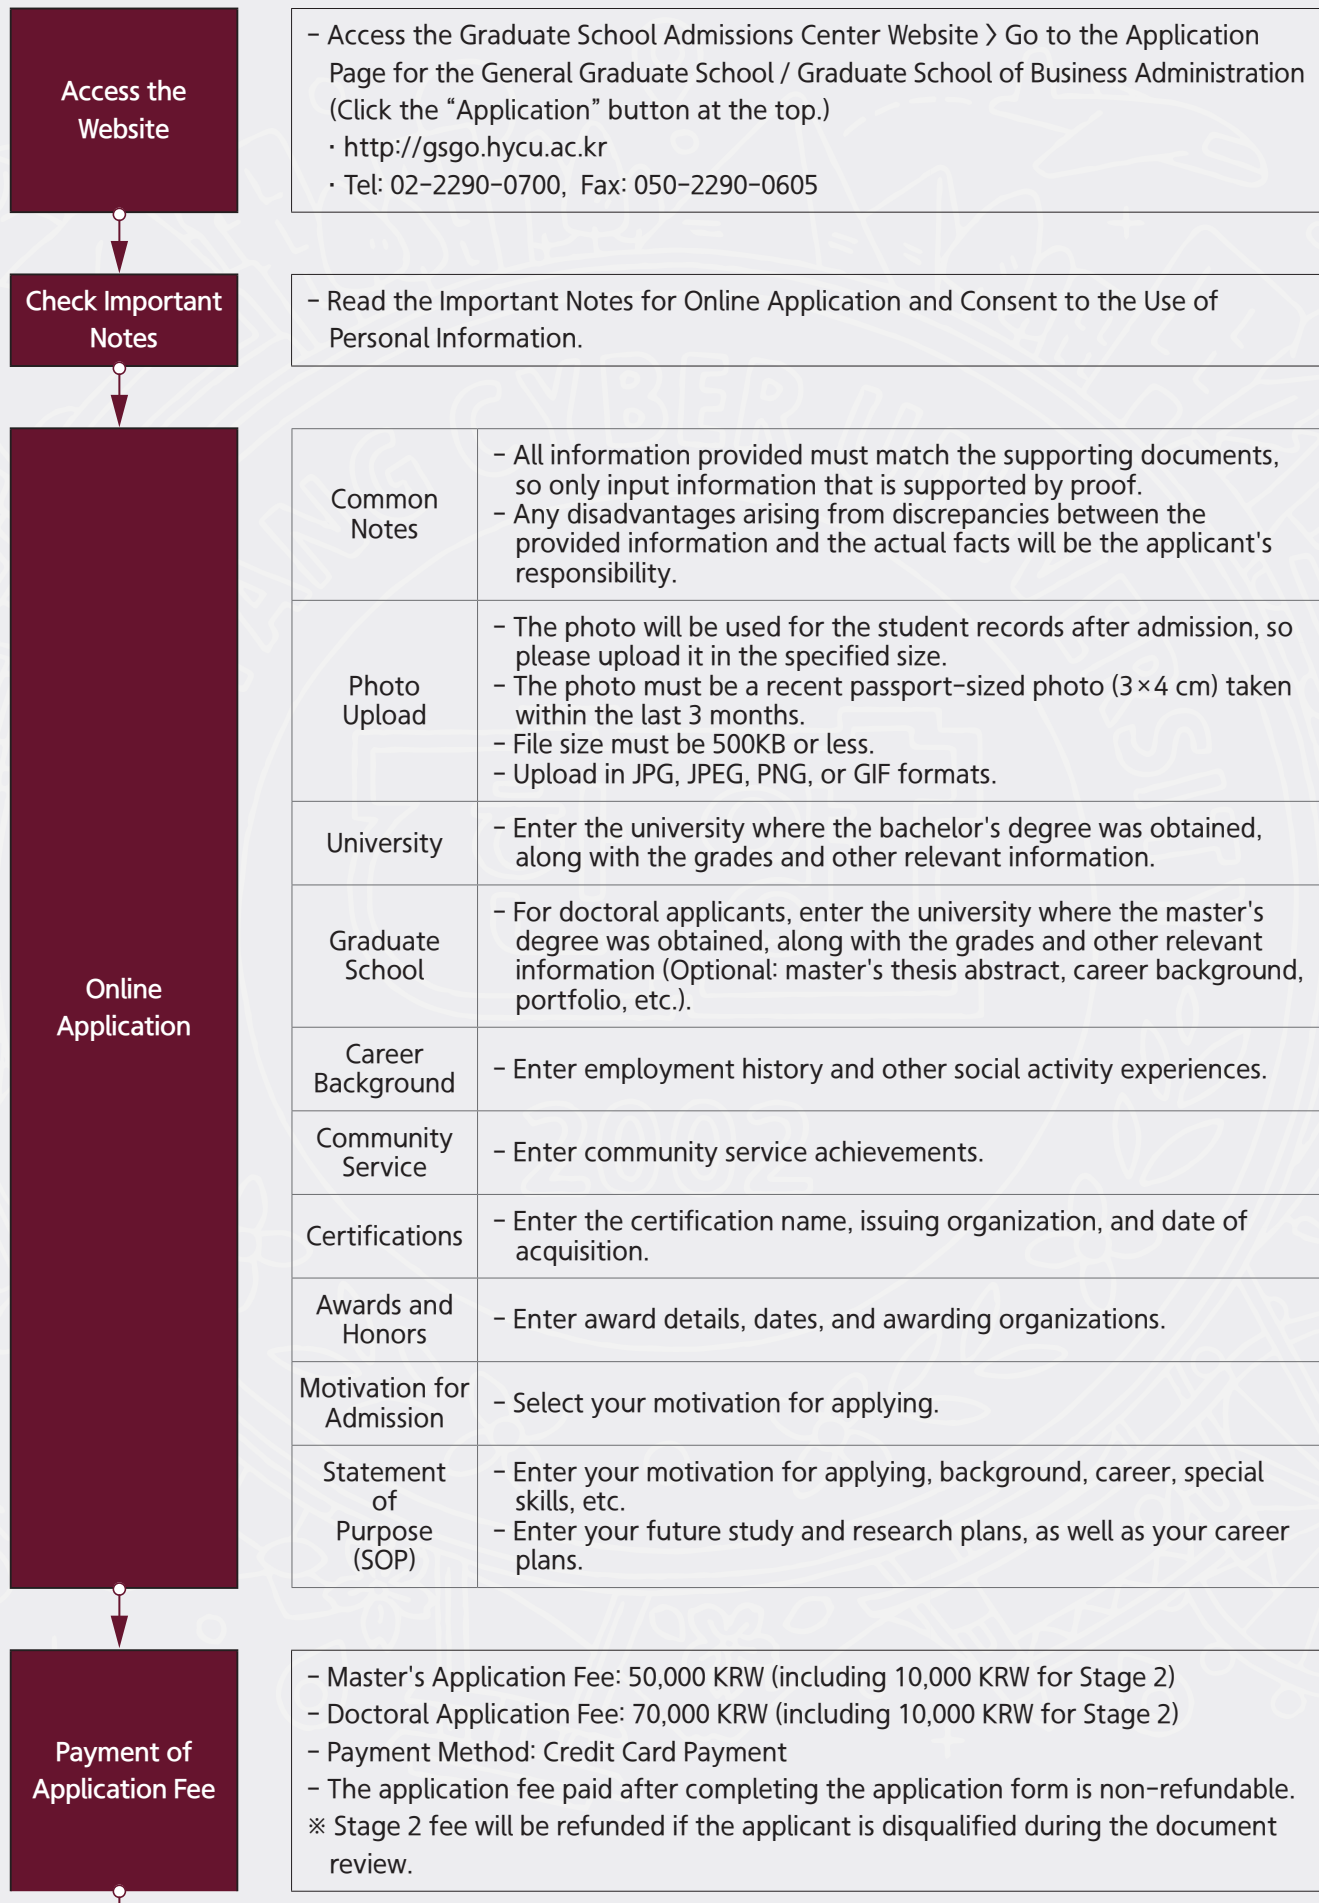 Access the
Website
- Access the Graduate School Admissions Center Website 〉 Go to the Application
Page for the General Graduate School / Graduate School of Business Administration
(Click the “Application” button at the top.)
· http://gsgo.hycu.ac.kr
· Tel: 02-2290-0700, Fax: 050-2290-0605
Check Important
Notes
- Read the Important Notes for Online Application and Consent to the Use of
Personal Information.
Online
Application
Common
Notes
- All information provided must match the supporting documents,
so only input information that is supported by proof.
- Any disadvantages arising from discrepancies between the
provided information and the actual facts will be the applicant's
responsibility.
Photo
Upload
- The photo will be used for the student records after admission, so
please upload it in the specified size.
- The photo must be a recent passport-sized photo (3×4 cm) taken
within the last 3 months.
- File size must be 500KB or less.
- Upload in JPG, JPEG, PNG, or GIF formats.
University
- Enter the university where the bachelor's degree was obtained,
along with the grades and other relevant information.
Graduate
School
- For doctoral applicants, enter the university where the master's
degree was obtained, along with the grades and other relevant
information (Optional: master's thesis abstract, career background,
portfolio, etc.).
Career
Background
- Enter employment history and other social activity experiences.
Community
Service
- Enter community service achievements.
Certifications
- Enter the certification name, issuing organization, and date of
acquisition.
Awards and
Honors
- Enter award details, dates, and awarding organizations.
Motivation for
Admission
- Select your motivation for applying.
Statement
of
Purpose
(SOP)
- Enter your motivation for applying, background, career, special
skills, etc.
- Enter your future study and research plans, as well as your career
plans.
Payment of
Application Fee
- Master's Application Fee: 50,000 KRW (including 10,000 KRW for Stage 2)
- Doctoral Application Fee: 70,000 KRW (including 10,000 KRW for Stage 2)
- Payment Method: Credit Card Payment
- The application fee paid after completing the application form is non-refundable.
※ Stage 2 fee will be refunded if the applicant is disqualified during the document
review.
ANG CYBER UNIVERSITY
2002